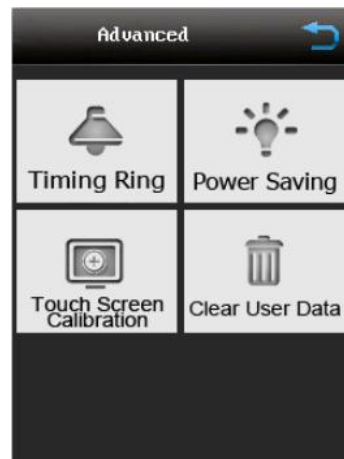 Advanced
Timing Ring
Power Saving
Touch Screen
Calibration
Clear User Data